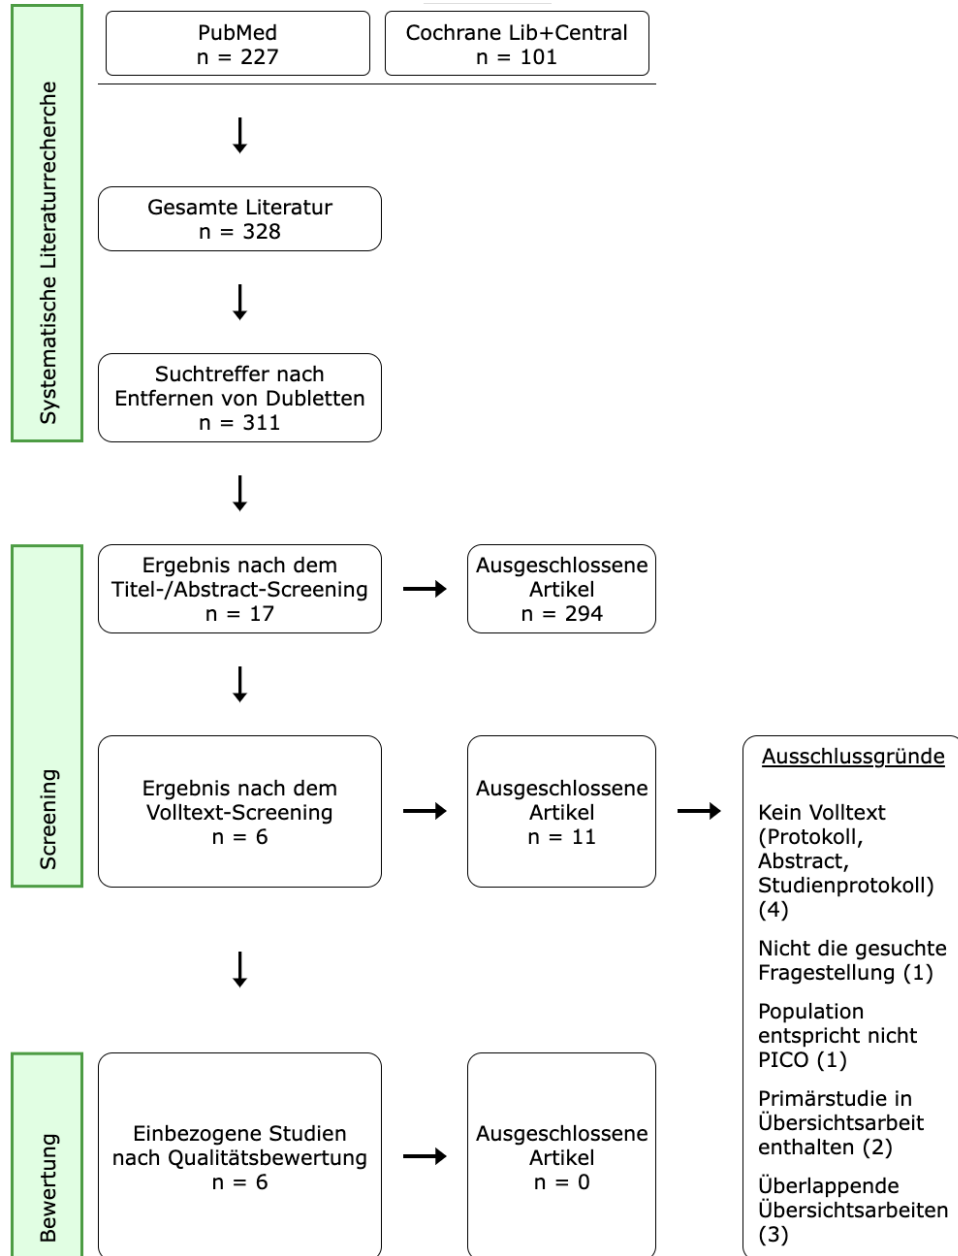 PubMed
n = 227
Cochrane Lib+Central
n = 101
Systematische Literaturrecherche
Gesamte Literatur
n = 328
Suchtreffer nach
Entfernen von Dubletten
n = 311
Screening
Ergebnis nach dem
Titel-/Abstract-Screening
n = 17
Ausgeschlossene
Artikel
n = 294
Ergebnis nach dem
Volltext-Screening
n = 6
Ausgeschlossene
Artikel
n = 11
Ausschlussgründe
Kein Volltext
(Protokoll,
Abstract,
Studienprotokoll)
(4)
Nicht die gesuchte
Fragestellung (1)
Population
entspricht nicht
PICO (1)
Primärstudie in
Übersichtsarbeit
enthalten (2)
Überlappende
Übersichtsarbeiten
(3)
Bewertung
Einbezogene Studien
nach Qualitätsbewertung
n = 6
Ausgeschlossene
Artikel
n = 0